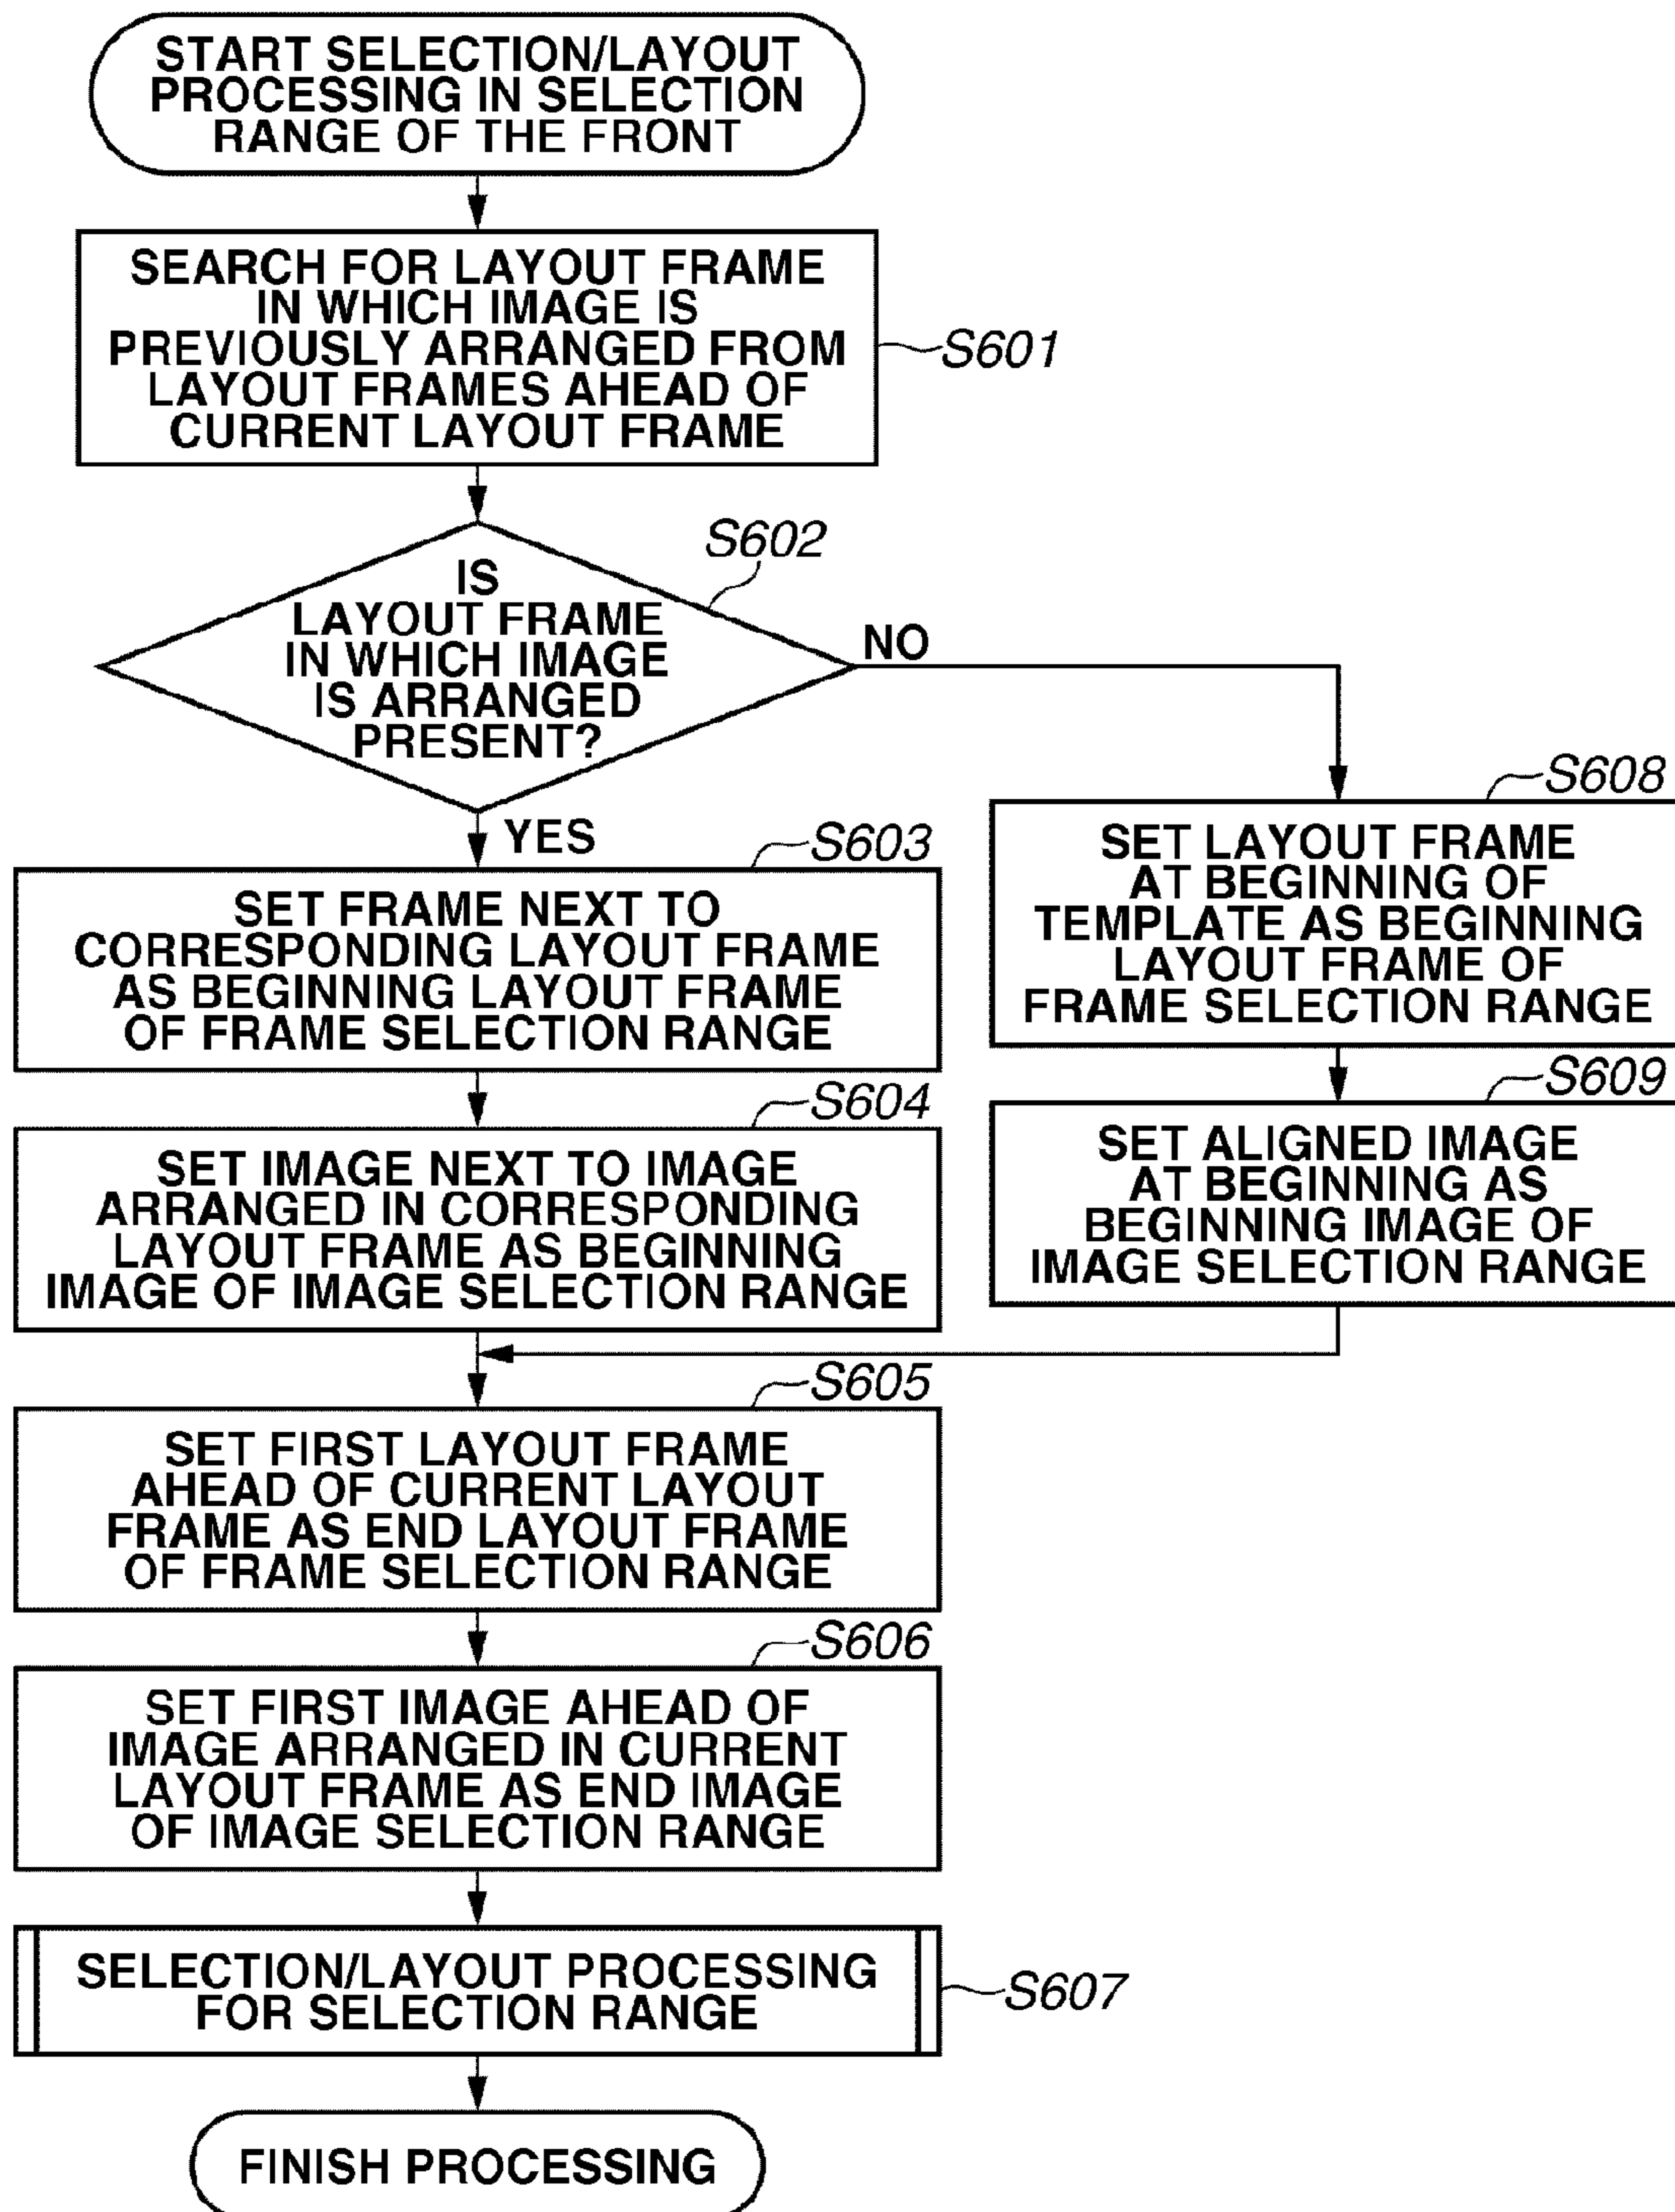 START SELECTION/LAYOUT
PROCESSING IN SELECTION
RANGE OF THE FRONT
SEARCH FOR LAYOUT FRAME
IN WHICH IMAGE IS
PREVIOUSLY ARRANGED FROM
LAYOUT FRAMES AHEAD OF
CURRENT LAYOUT FRAME
S601
S602
IS
LAYOUT FRAME
IN WHICH IMAGE
IS ARRANGED
PRESENT?
NO
YES
S603
SET FRAME NEXT TO
CORRESPONDING LAYOUT FRAME
AS BEGINNING LAYOUT FRAME
OF FRAME SELECTION RANGE
S604
SET IMAGE NEXT TO IMAGE
ARRANGED IN CORRESPONDING
LAYOUT FRAME AS BEGINNING
IMAGE OF IMAGE SELECTION RANGE
S608
SET LAYOUT FRAME
AT BEGINNING OF
TEMPLATE AS BEGINNING
LAYOUT FRAME OF
FRAME SELECTION RANGE
S609
SET ALIGNED IMAGE
AT BEGINNING AS
BEGINNING IMAGE OF
IMAGE SELECTION RANGE
S605
SET FIRST LAYOUT FRAME
AHEAD OF CURRENT LAYOUT
FRAME AS END LAYOUT FRAME
OF FRAME SELECTION RANGE
S606
SET FIRST IMAGE AHEAD OF
IMAGE ARRANGED IN CURRENT
LAYOUT FRAME AS END IMAGE
OF IMAGE SELECTION RANGE
SELECTION/LAYOUT PROCESSING
FOR SELECTION RANGE
S607
FINISH PROCESSING